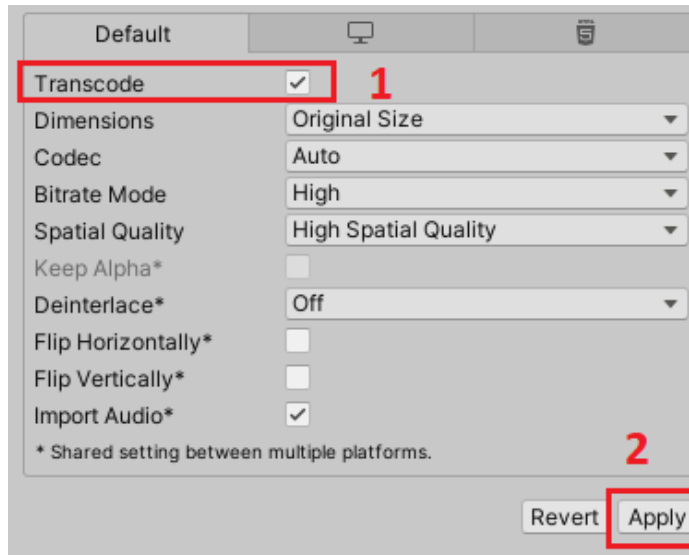 Default
Transcode 1
Dimensions Original Size
Codec Auto
Bitrate Mode High
Spatial Quality High Spatial Quality
Keep Alpha*
Deinterlace* Off
Flip Horizontally*
Flip Vertically*
Import Audio*
* Shared setting between multiple platforms.
2
Revert Apply